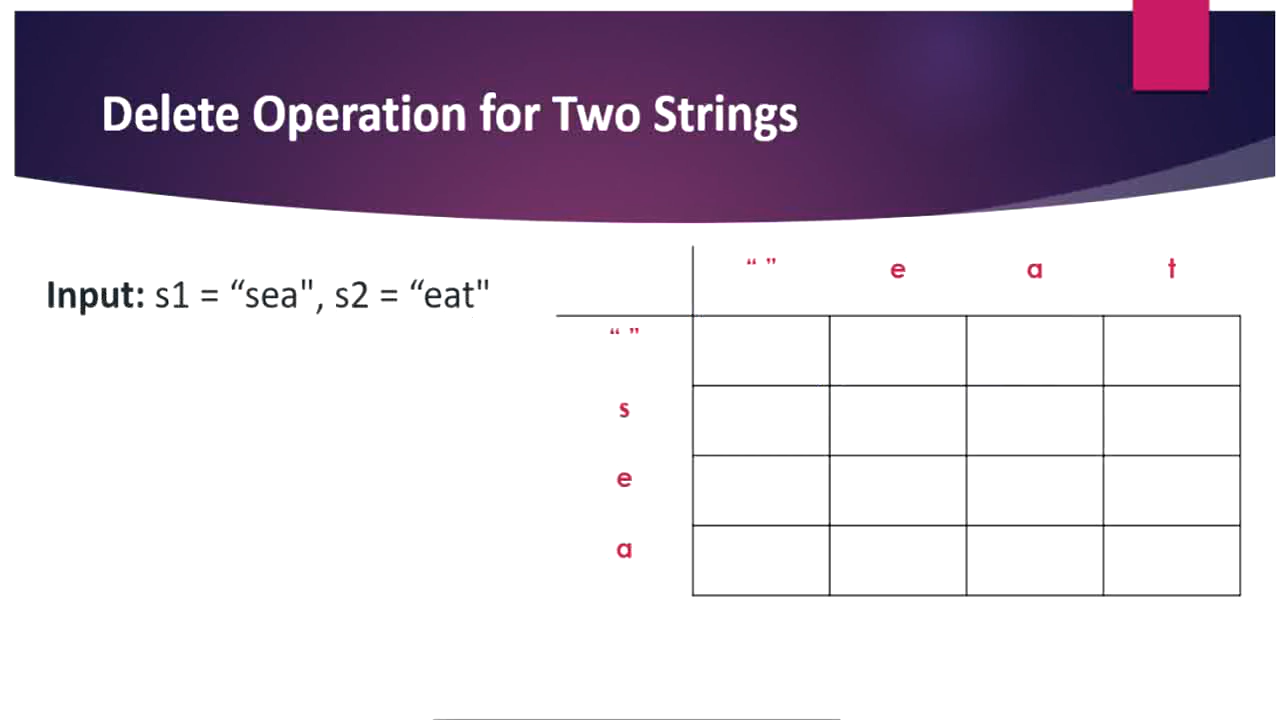 Delete Operation for Two Strings
Input: s1 = “sea", s2 = “eat"
“ ” e a t
“ ”
s
e
a